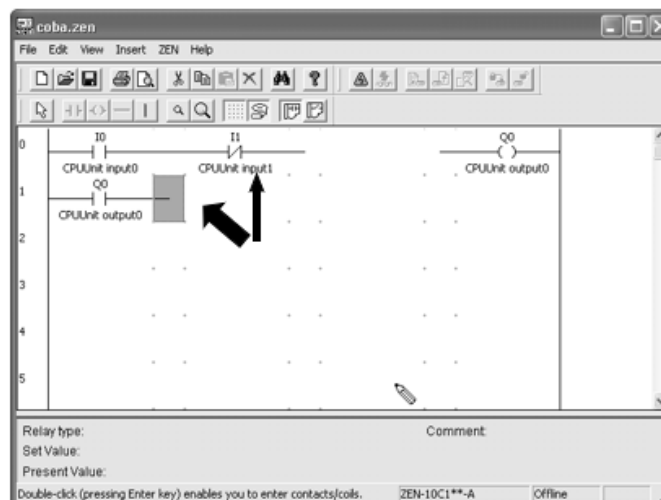 coba.zen
File Edit View Insert ZEN Help
0 I0 I1 Q0
CPUUnit input0 CPUUnit input1 CPUUnit output0
1 Q0
CPUUnit output0
2
3
4
5
Relay type: Comment:
Set Value:
Present Value:
Double-click (pressing Enter key) enables you to enter contacts/coils. ZEN-10C1**-A Offline